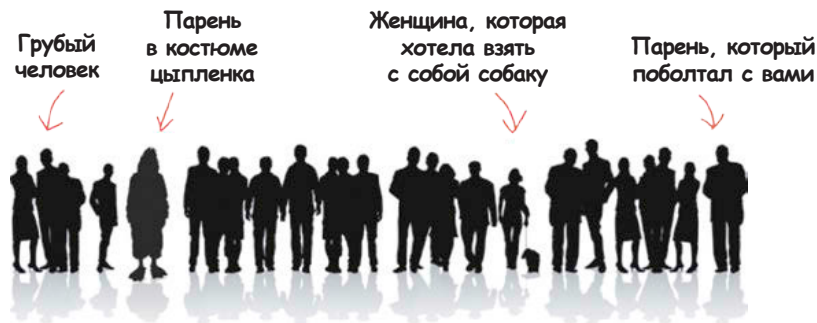 Грубый
человек
Парень
в костюме
цыпленка
Женщина, которая
хотела взять
с собой собаку
Парень, который
поболтал с вами